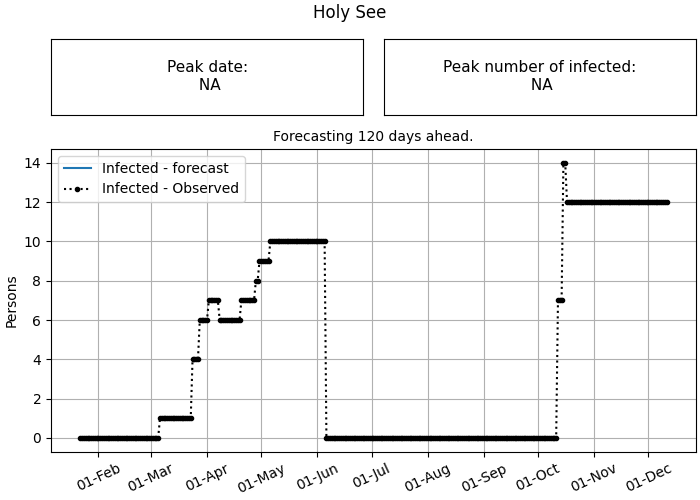 Holy See
Peak date:
NA
Peak number of infected:
NA
Forecasting 120 days ahead.
Infected - forecast
Infected - Observed
Persons
14
12
10
8
6
4
2
0
01-Feb
01-Mar
01-Apr
01-May
01-Jun
01-Jul
01-Aug
01-Sep
01-Oct
01-Nov
01-Dec